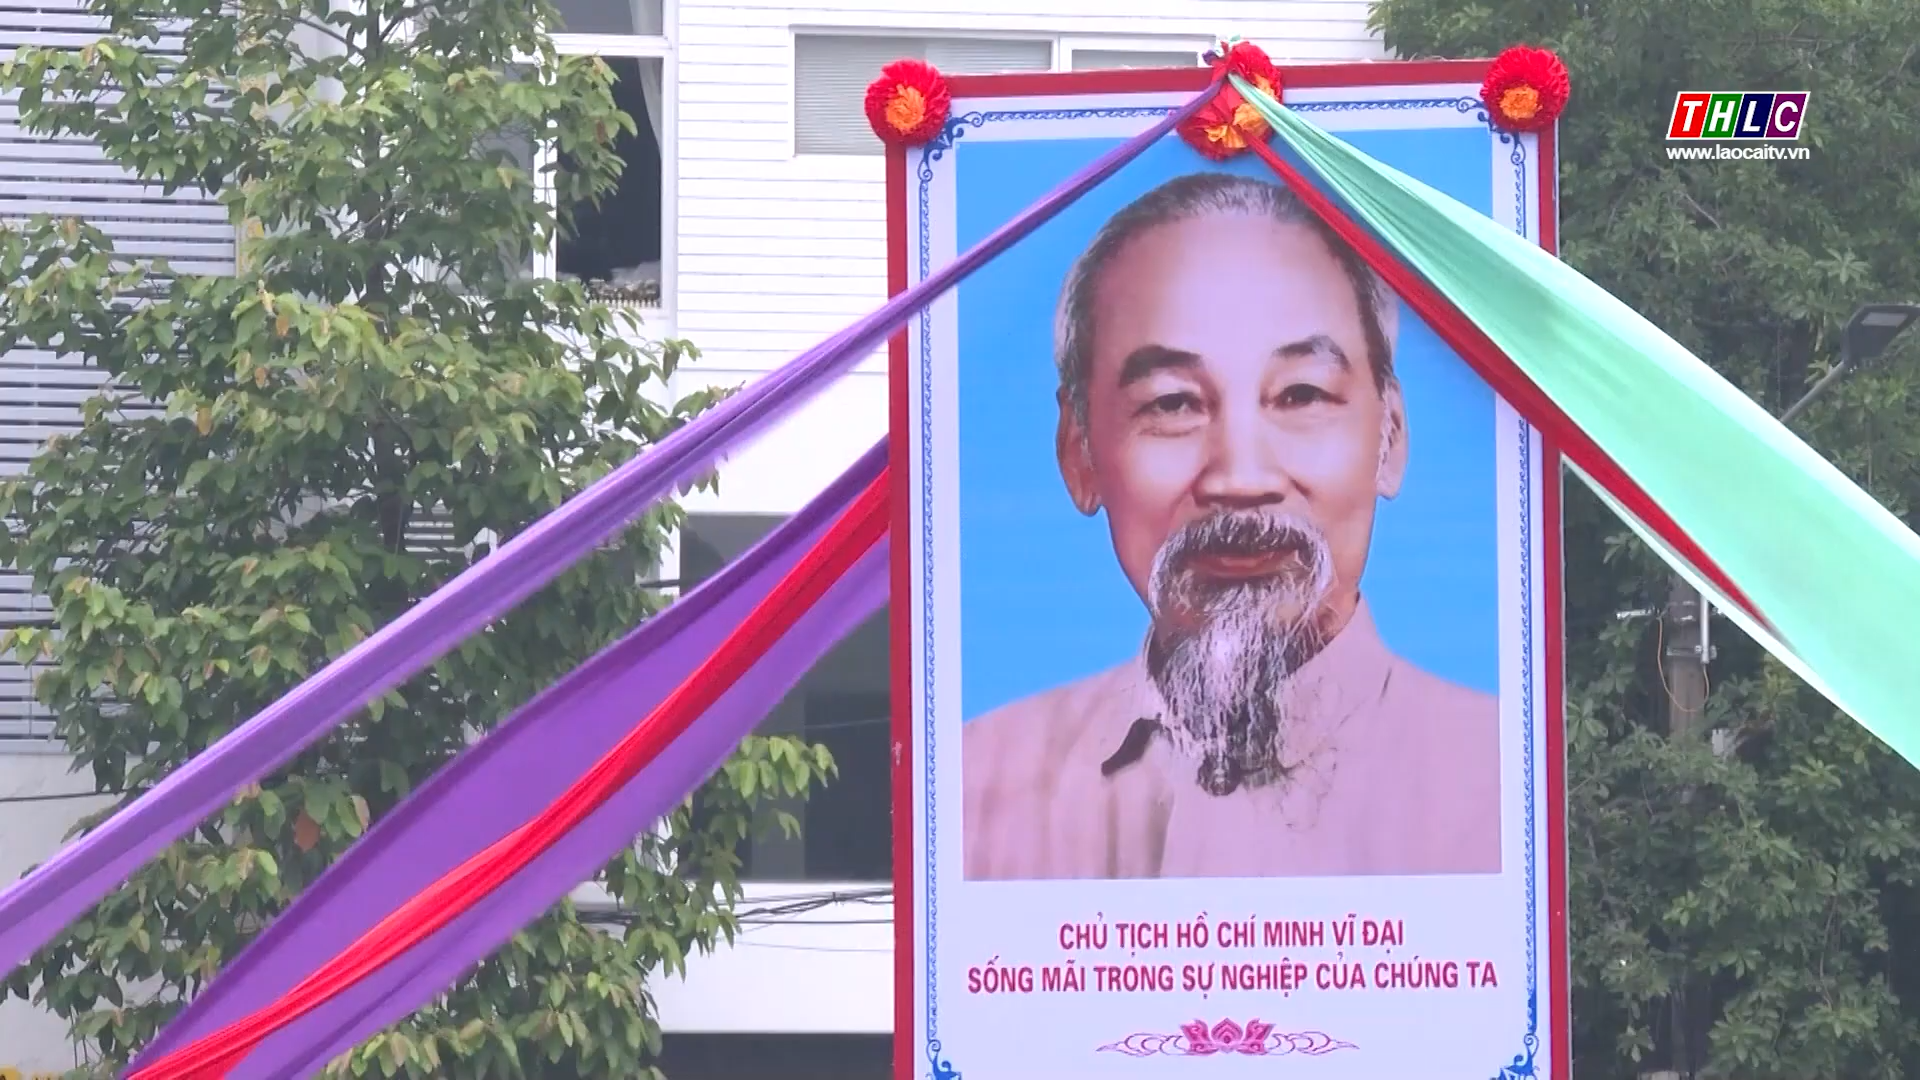 THLC
www.laocaitv.vn
CHỦ TỊCH HỒ CHÍ MINH VĨ ĐẠI
SỐNG MÃI TRONG SỰ NGHIỆP CỦA CHÚNG TA